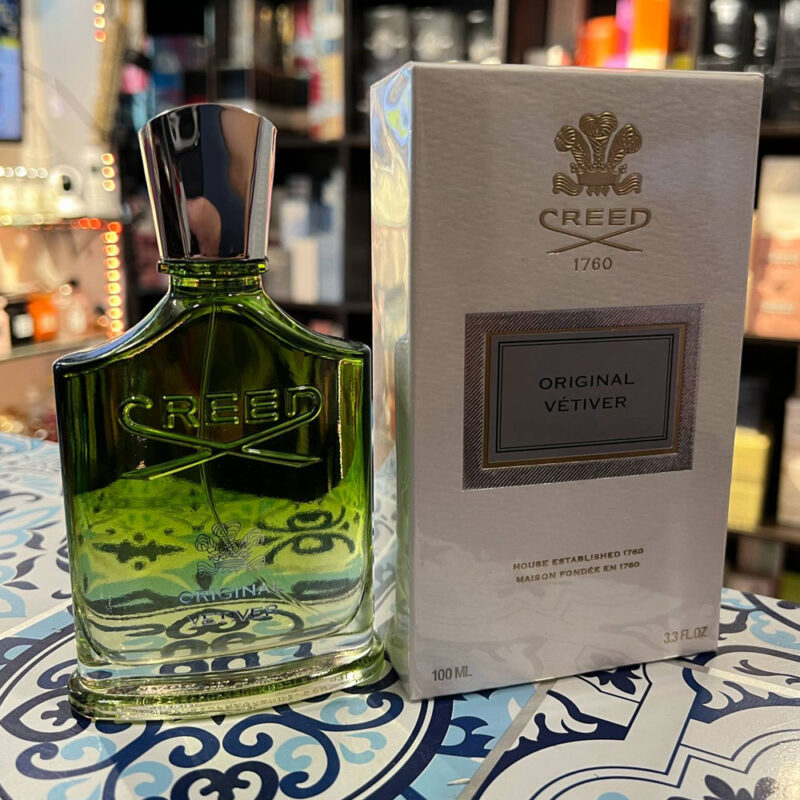 CREED
ORIGINAL
VÉTIVER
CREED
1760
ORIGINAL
VÉTIVER
HOUSE ESTABLISHED 1760
MAISON FONDÉE EN 1760
100 ML
3.3 FL.OZ